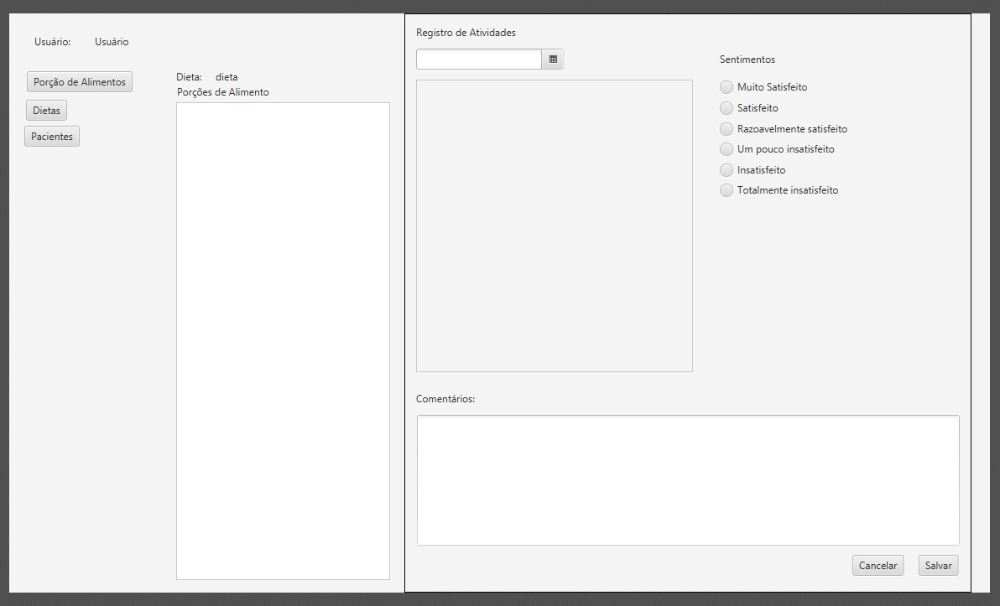 Usuário: Usuário
Porção de Alimentos
Dietas
Pacientes
Dieta: dieta
Porções de Alimento
Registro de Atividades
Sentimentos
Muito Satisfeito
Satisfeito
Razoavelmente satisfeito
Um pouco insatisfeito
Insatisfeito
Totalmente insatisfeito
Comentários:
Cancelar Salvar